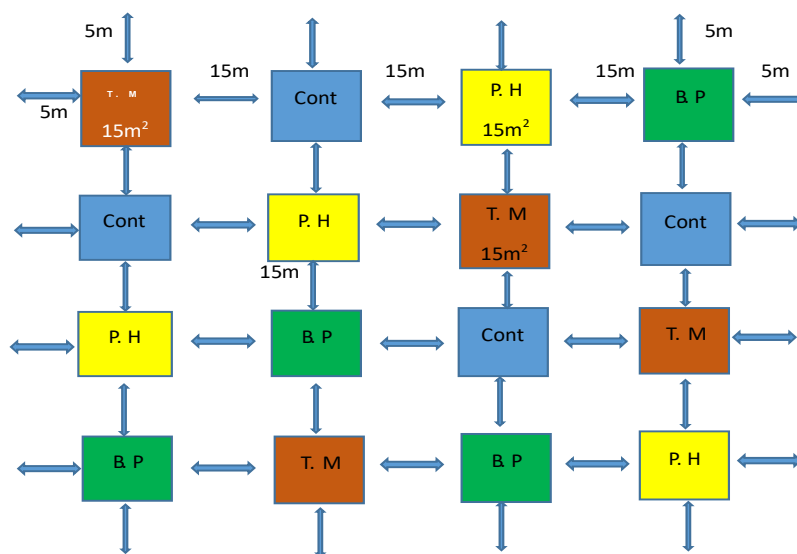 5m
5m
15m
15m
15m
5m
T. M
Cont
P. H
B. P
5m
15m²
15m²
Cont
P. H
T. M
Cont
15m²
15m
P. H
B. P
Cont
T. M
B. P
T. M
B. P
P. H